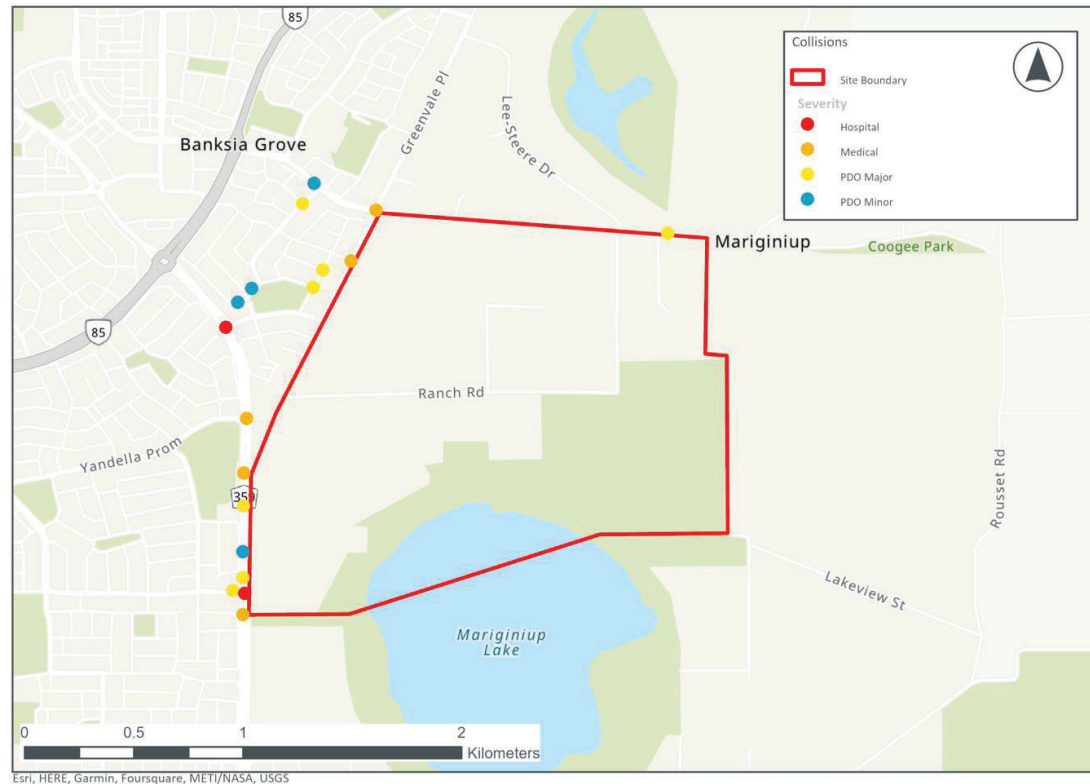 85
Greenvale Pl
Lee-Steere Dr
Banksia Grove
Mariginiup
Coogee Park
85
Ranch Rd
Yandella Prom
359
Rousset Rd
Lakeview St
Mariginiup
Lake
Collisions
Site Boundary
Severity
Hospital
Medical
PDO Major
PDO Minor
0 0.5 1 2
Kilometers
Esri, HERE, Garmin, Foursquare, METI/NASA, USGS